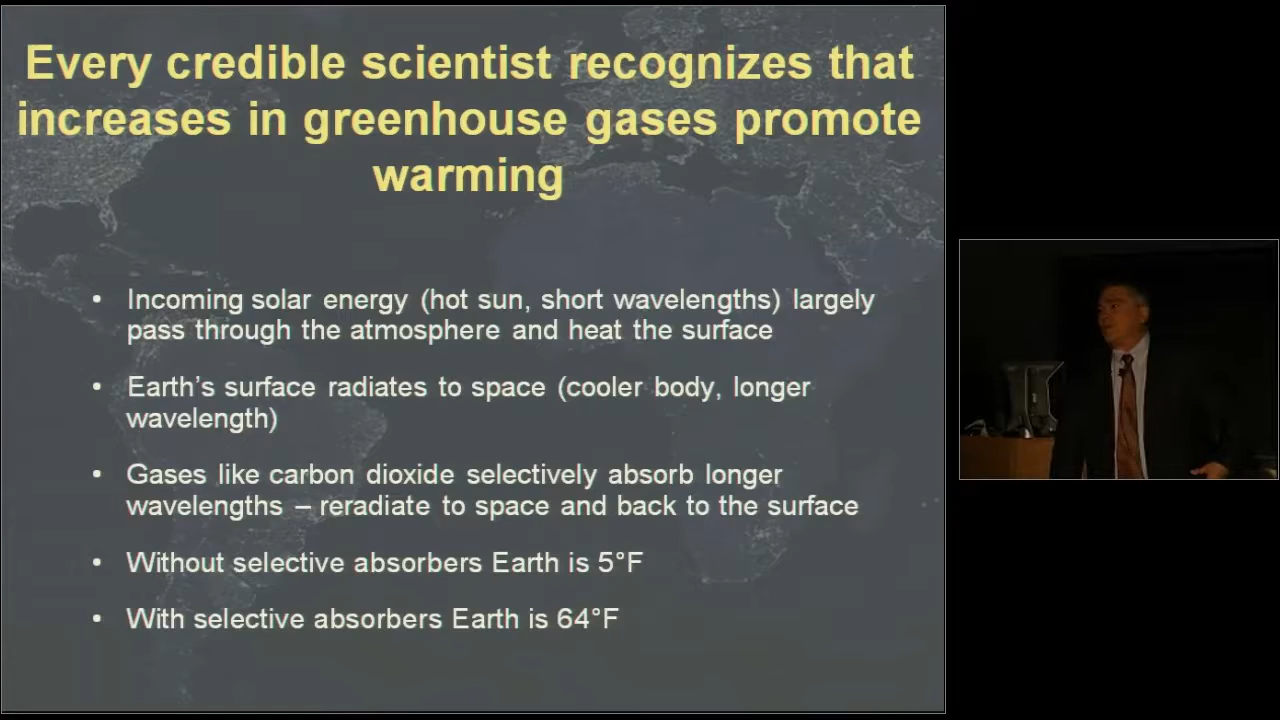 Every credible scientist recognizes that
increases in greenhouse gases promote
warming
• Incoming solar energy (hot sun, short wavelengths) largely
pass through the atmosphere and heat the surface
• Earth’s surface radiates to space (cooler body, longer
wavelength)
• Gases like carbon dioxide selectively absorb longer
wavelengths – reradiate to space and back to the surface
• Without selective absorbers Earth is 5°F
• With selective absorbers Earth is 64°F